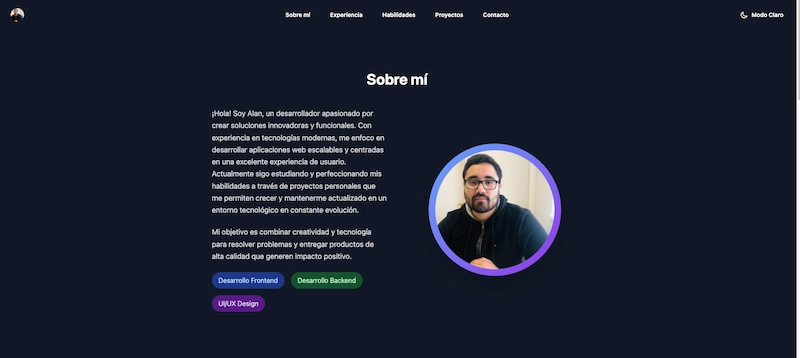 Sobre mí
Experiencia
Habilidades
Proyectos
Contacto
Modo Claro
Sobre mí
¡Hola! Soy Alan, un desarrollador apasionado por
crear soluciones innovadoras y funcionales. Con
experiencia en tecnologías modernas, me enfoco en
desarrollar aplicaciones web escalables y centradas
en una excelente experiencia de usuario.
Actualmente sigo estudiando y perfeccionando mis
habilidades a través de proyectos personales que
me permiten crecer y mantenerme actualizado en un
entorno tecnológico en constante evolución.
Mi objetivo es combinar creatividad y tecnología
para resolver problemas y entregar productos de
alta calidad que generen impacto positivo.
Desarrollo Frontend
Desarrollo Backend
UI/UX Design